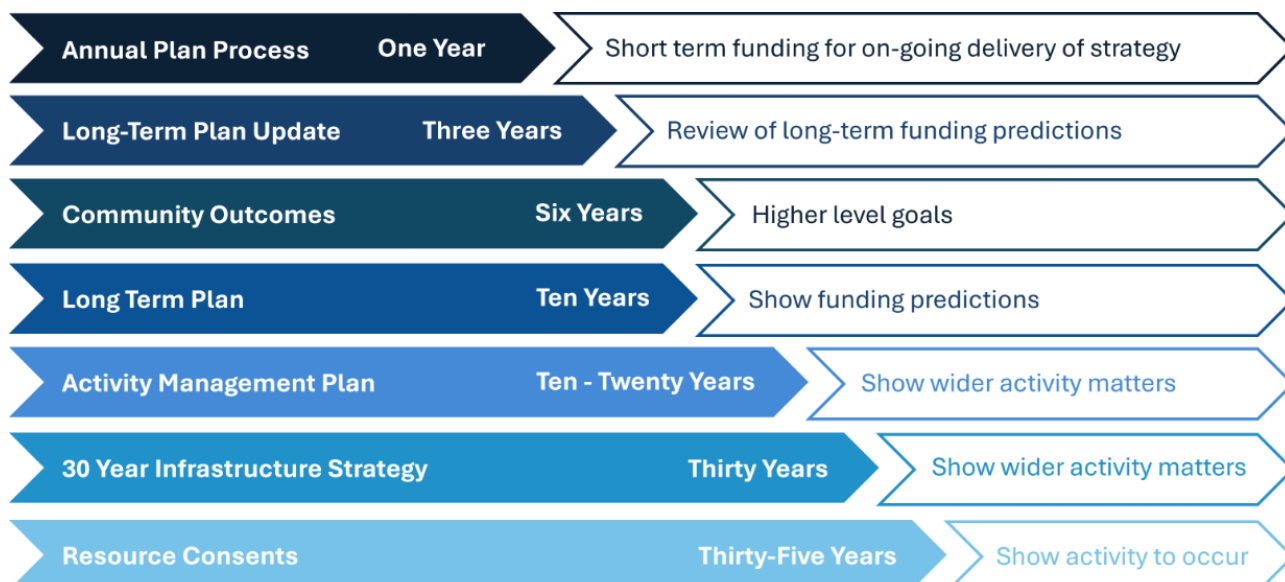 Annual Plan Process One Year Short term funding for on-going delivery of strategy
Long-Term Plan Update Three Years Review of long-term funding predictions
Community Outcomes Six Years Higher level goals
Long Term Plan Ten Years Show funding predictions
Activity Management Plan Ten - Twenty Years Show wider activity matters
30 Year Infrastructure Strategy Thirty Years Show wider activity matters
Resource Consents Thirty-Five Years Show activity to occur